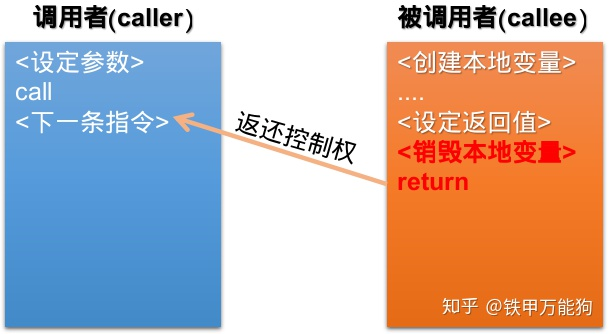 调用者(caller)
<设定参数>
call
<下一条指令>
返还控制权
被调用者(callee)
<创建本地变量>
....
<设定返回值>
<销毁本地变量>
return
知乎 @铁甲万能狗